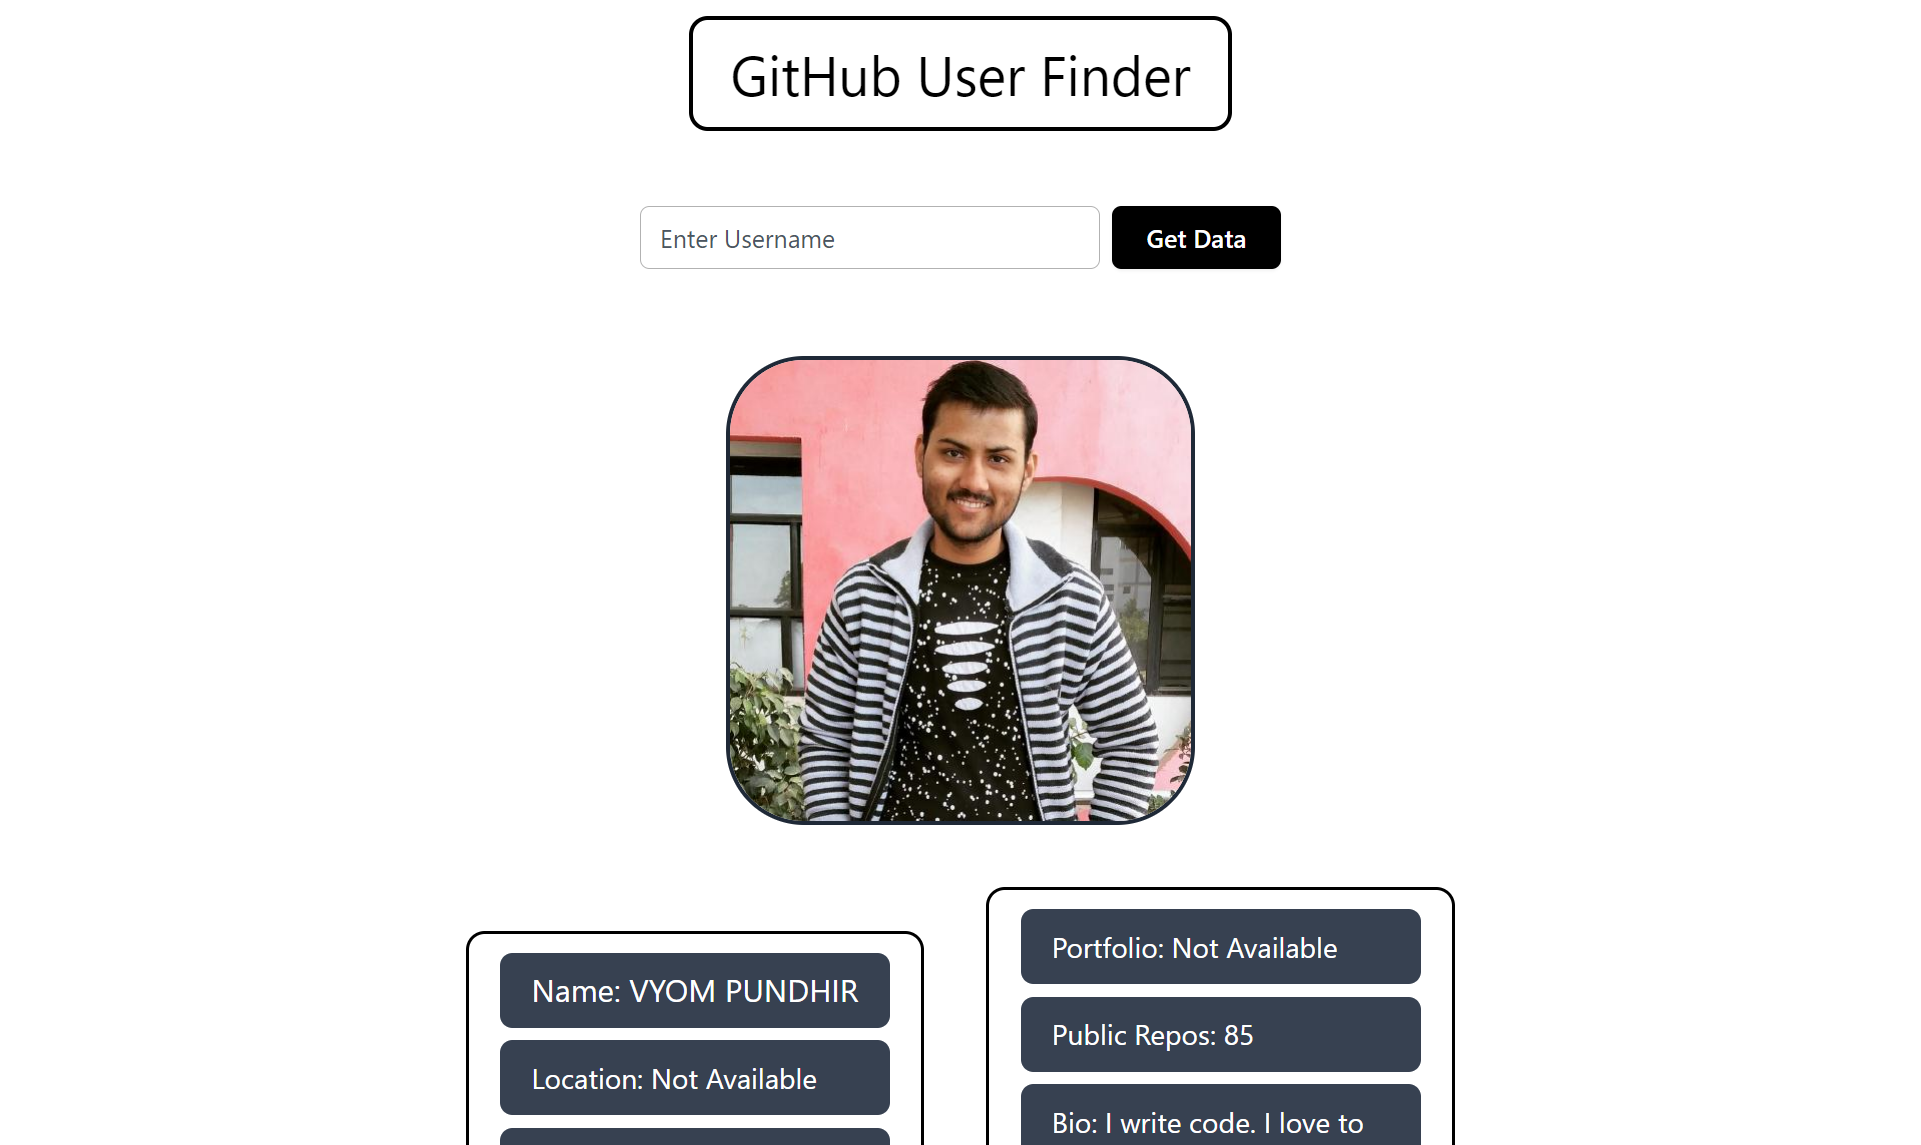 GitHub User Finder
Enter Username
Get Data
Name: VYOM PUNDHIR
Location: Not Available
Portfolio: Not Available
Public Repos: 85
Bio: I write code. I love to